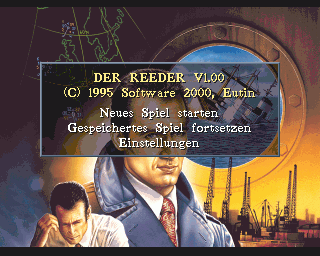 DER REEDER V1.00
(C) 1995 Software 2000, Eutin
Neues Spiel starten
Gespeichertes Spiel fortsetzen
Einstellungen